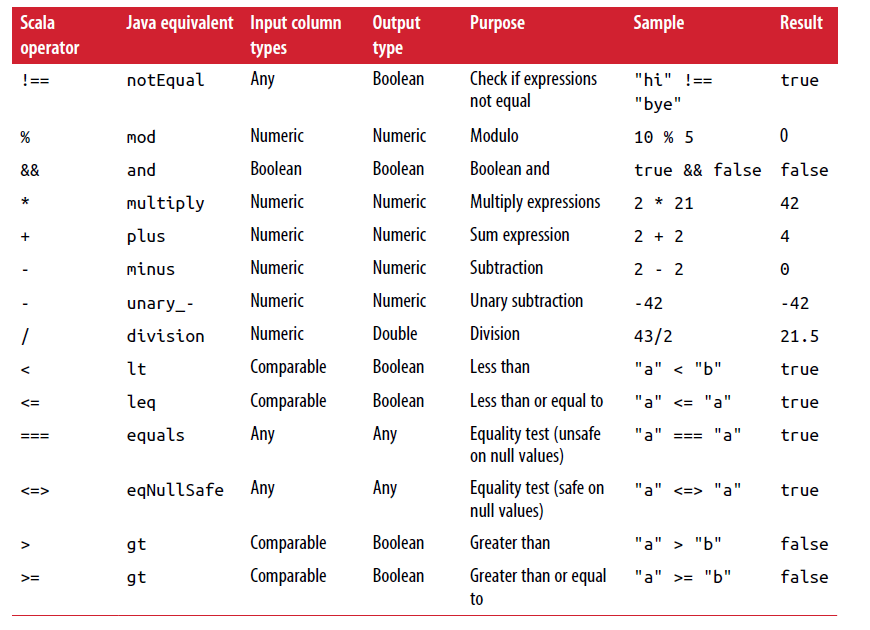 Scala operator | Java equivalent | Input column types | Output type | Purpose | Sample | Result
!== | notEqual | Any | Boolean | Check if expressions not equal | "hi" !== "bye" | true
% | mod | Numeric | Numeric | Modulo | 10 % 5 | 0
&& | and | Boolean | Boolean | Boolean and | true && false | false
* | multiply | Numeric | Numeric | Multiply expressions | 2 * 21 | 42
+ | plus | Numeric | Numeric | Sum expression | 2 + 2 | 4
- | minus | Numeric | Numeric | Subtraction | 2 - 2 | 0
- | unary_- | Numeric | Numeric | Unary subtraction | -42 | -42
/ | division | Numeric | Double | Division | 43/2 | 21.5
< | lt | Comparable | Boolean | Less than | "a" < "b" | true
<= | leq | Comparable | Boolean | Less than or equal to | "a" <= "a" | true
=== | equals | Any | Any | Equality test (unsafe on null values) | "a" === "a" | true
<=> | eqNullSafe | Any | Any | Equality test (safe on null values) | "a" <=> "a" | true
> | gt | Comparable | Boolean | Greater than | "a" > "b" | false
>= | gt | Comparable | Boolean | Greater than or equal to | "a" >= "b" | false